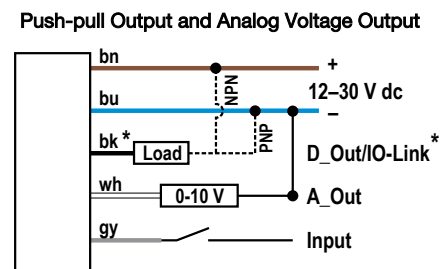 Push-pull Output and Analog Voltage Output
bn
+
NPN
12–30 V dc
bu
–
PNP
bk *
Load
D_Out/IO-Link*
wh
0-10 V
A_Out
gy
Input